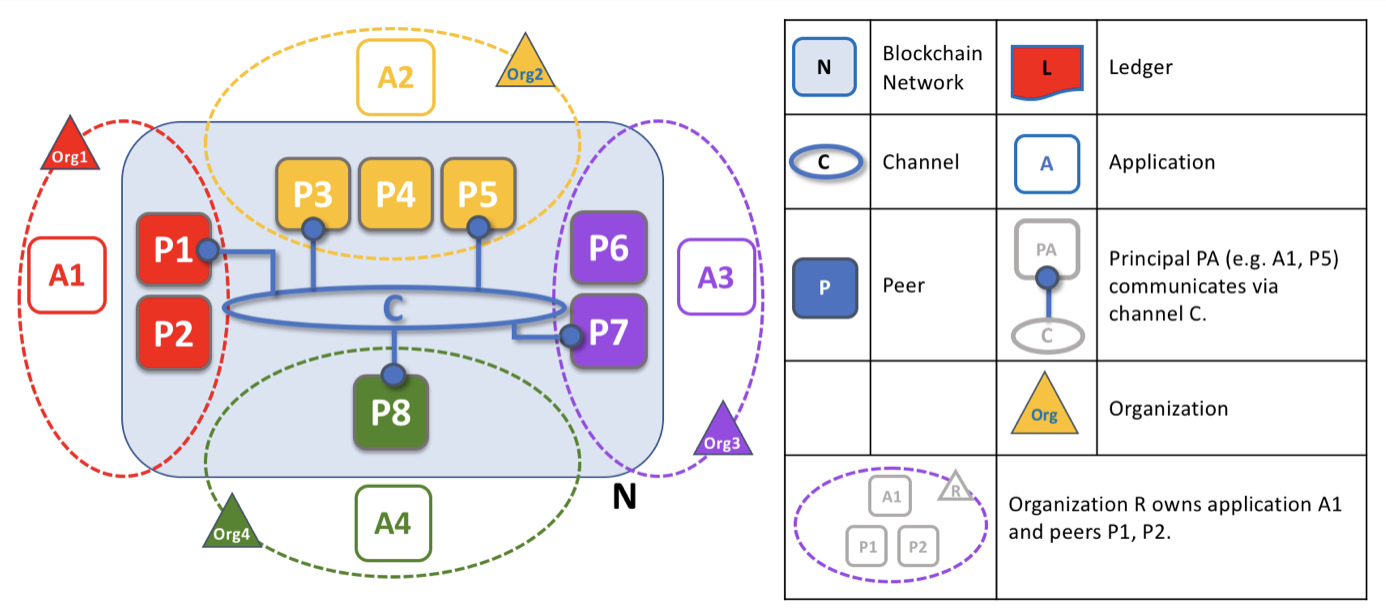 A2
Org2
Org1
P3
P4
P5
P1
P6
A1
A3
C
P2
P7
P8
Org3
N
A4
Org4
N
Blockchain
Network
L
Ledger
C
Channel
A
Application
P
Peer
PA
C
Principal PA (e.g. A1, P5)
communicates via
channel C.
Org
Organization
A1
R
P1
P2
Organization R owns application A1
and peers P1, P2.